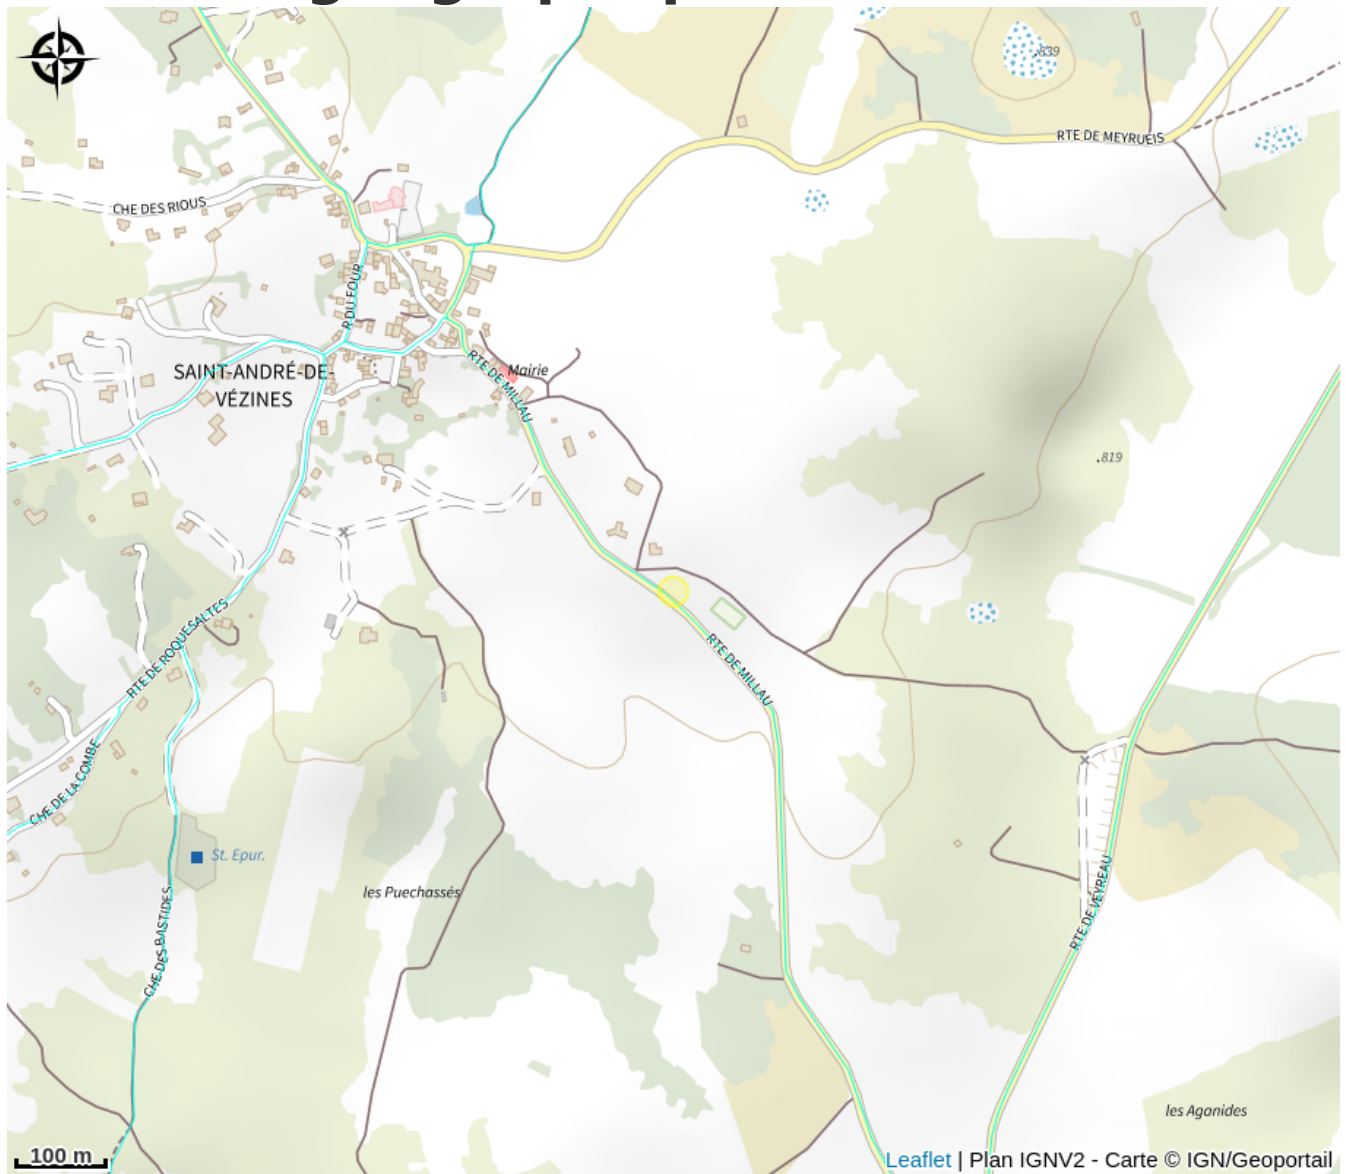 839
RTE DE MEYRUEIS
CHE DES RIOUS
R DU FOUR
SAINT-ANDRÉ-DE-
VÉZINES
RTE DE MILLAU
Mairie
.819
RTE DE ROQUESALTES
RTE DE MILLAU
CHE DE LA COMBE
St. Epur.
les Puechassés
CHE DES BASTIDES
RTE DE VEYREAU
les Aganides
100 m
Leaflet | Plan IGNV2 - Carte © IGN/Geoportail